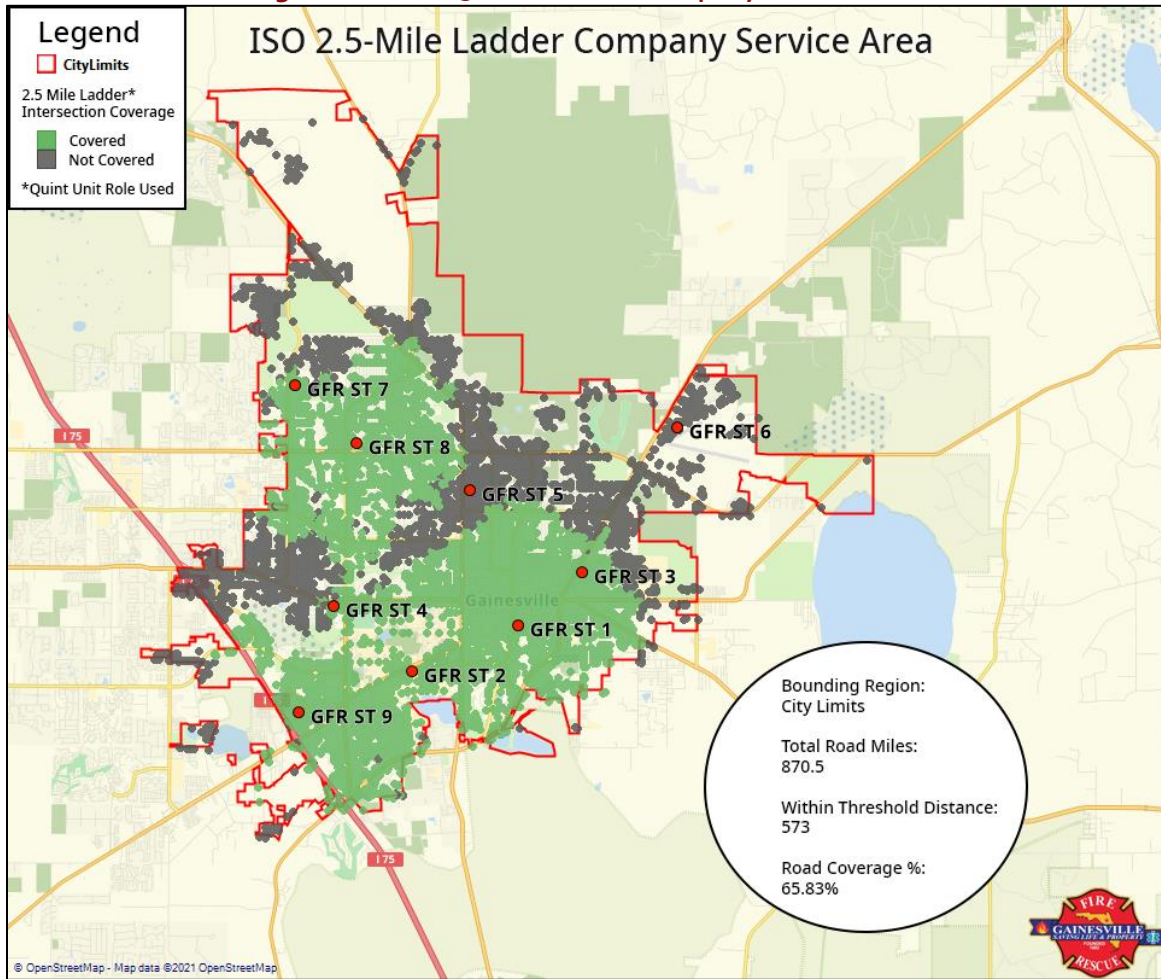 Legend
CityLimits
2.5 Mile Ladder*
Intersection Coverage
Covered
Not Covered
*Quint Unit Role Used
ISO 2.5-Mile Ladder Company Service Area
I 75
GFR ST 7
GFR ST 8
GFR ST 6
GFR ST 5
GFR ST 3
Gainesville
GFR ST 4
GFR ST 1
GFR ST 2
GFR ST 9
I 75
Bounding Region:
City Limits
Total Road Miles:
870.5
Within Threshold Distance:
573
Road Coverage %:
65.83%
FIRE
GAINESVILLE
SAVING LIFE & PROPERTY
RESCUE
© OpenStreetMap - Map data ©2021 OpenStreetMap